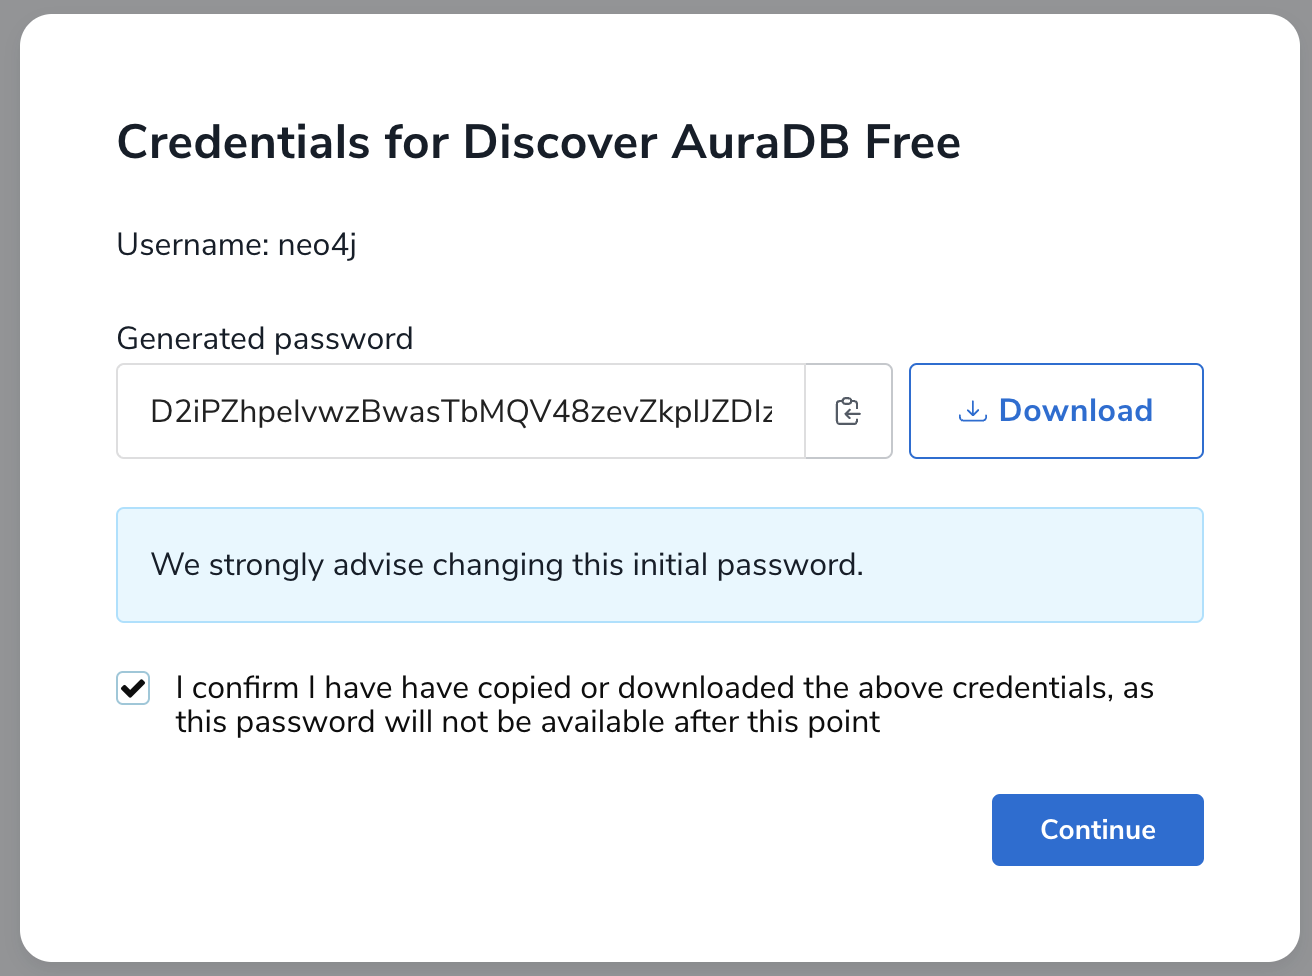 Credentials for Discover AuraDB Free
Username: neo4j
Generated password
D2iPZhpeIvwzBwasTbMQV48zevZkpIJZDIz
Download
We strongly advise changing this initial password.
I confirm I have have copied or downloaded the above credentials, as
this password will not be available after this point
Continue